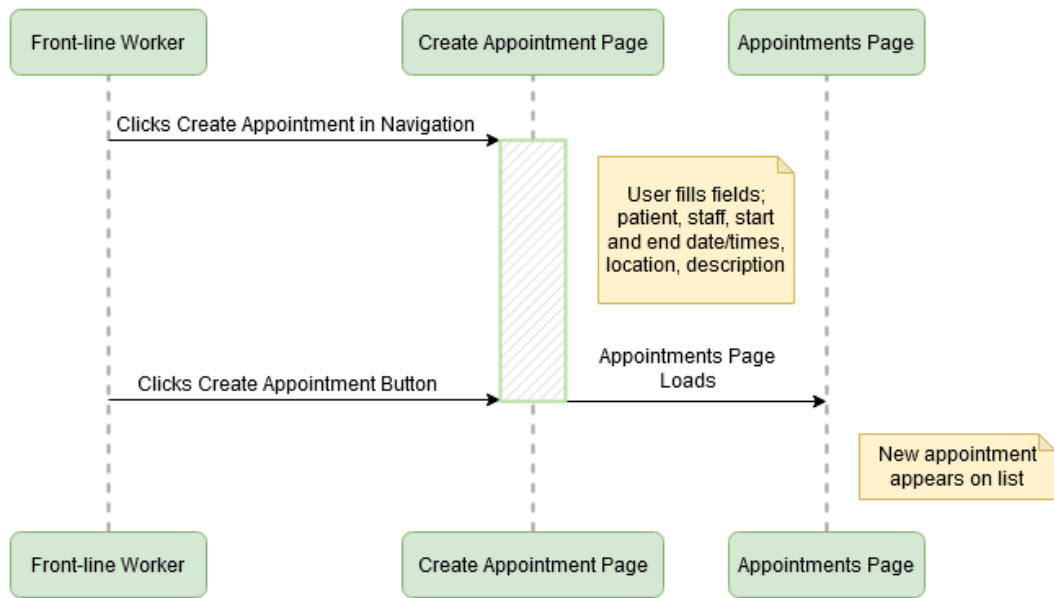 Front-line Worker
Create Appointment Page
Appointments Page
Clicks Create Appointment in Navigation
User fills fields;
patient, staff, start
and end date/times,
location, description
Appointments Page
Loads
Clicks Create Appointment Button
New appointment
appears on list
Front-line Worker
Create Appointment Page
Appointments Page